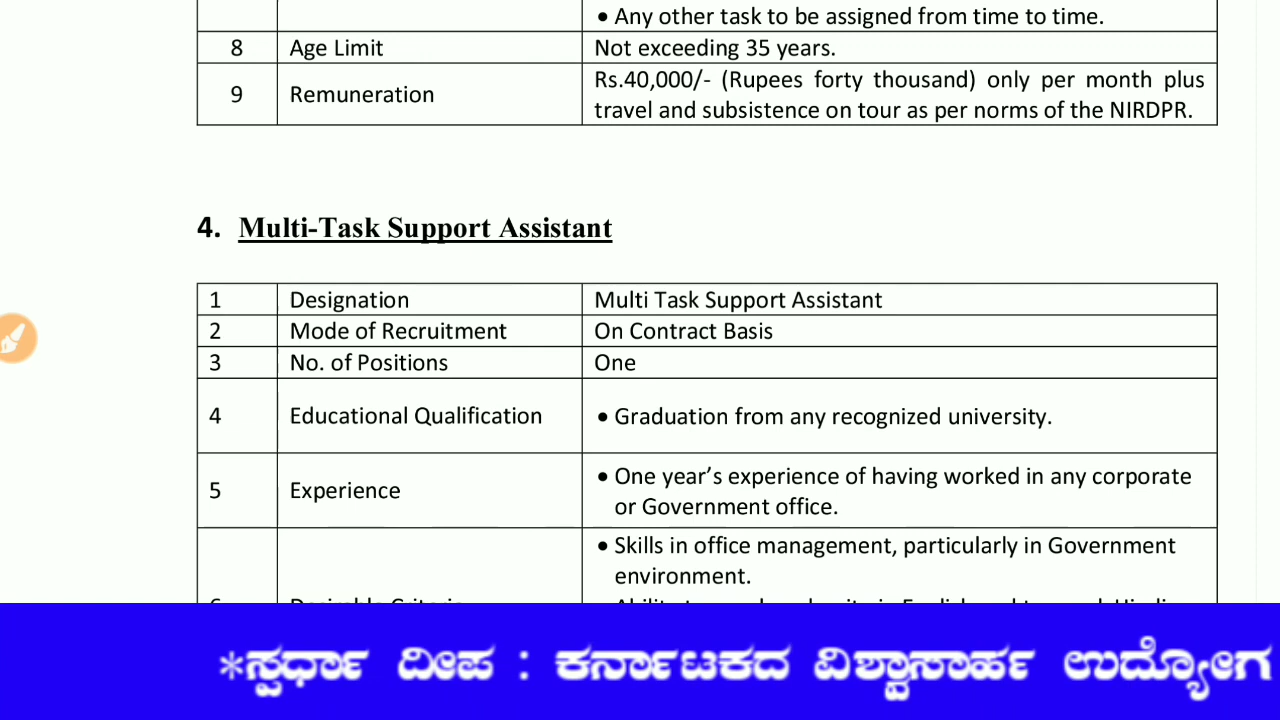 • Any other task to be assigned from time to time.
8 Age Limit Not exceeding 35 years.
9 Remuneration Rs.40,000/- (Rupees forty thousand) only per month plus
travel and subsistence on tour as per norms of the NIRDPR.
4. Multi-Task Support Assistant
1 Designation Multi Task Support Assistant
2 Mode of Recruitment On Contract Basis
3 No. of Positions One
4 Educational Qualification • Graduation from any recognized university.
5 Experience • One year’s experience of having worked in any corporate
or Government office.
• Skills in office management, particularly in Government
environment.
*ಸ್ಪರ್ಧಾ ದೀಪ : ಕರ್ನಾಟಕದ ವಿಶ್ವಾಸಾರ್ಹ ಉದ್ಯೋಗ